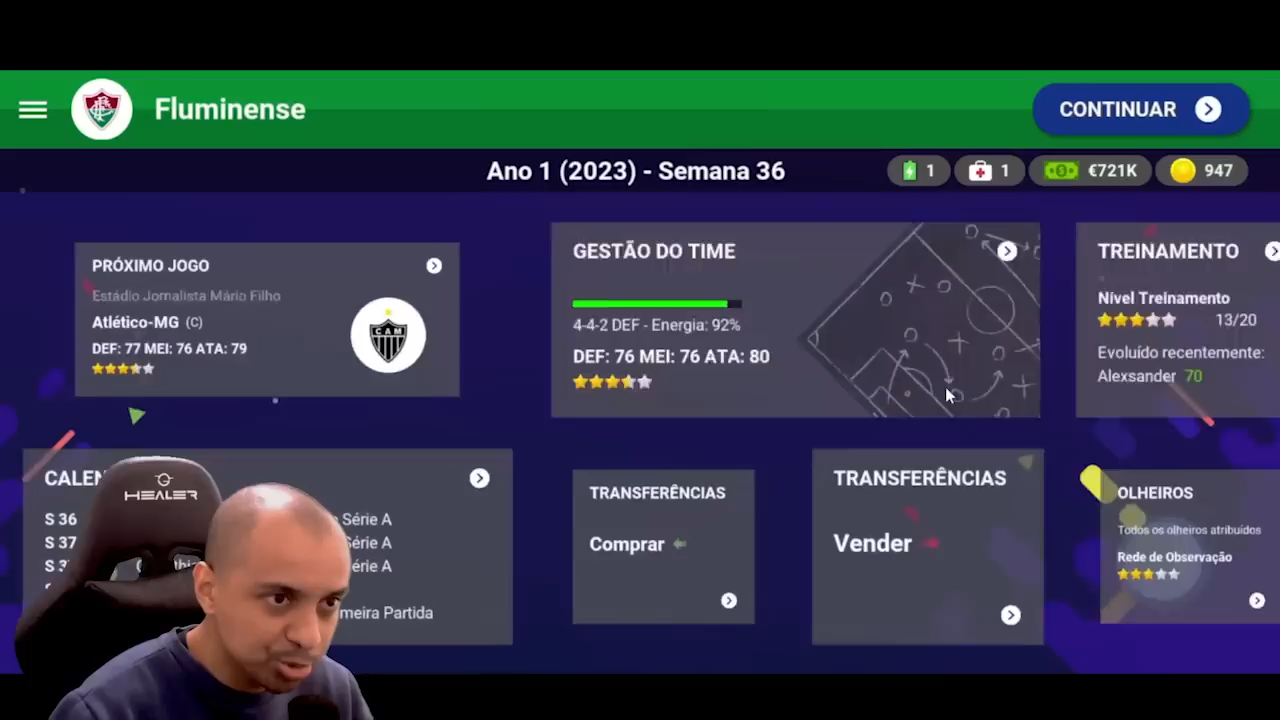 Fluminense
CONTINUAR
Ano 1 (2023) - Semana 36
1
1
€721K
947
PRÓXIMO JOGO
Estádio Jornalista Mário Filho
Atlético-MG (C)
DEF: 77 MEI: 76 ATA: 79
CAM
GESTÃO DO TIME
4-4-2 DEF - Energia: 92%
DEF: 76 MEI: 76 ATA: 80
TREINAMENTO
Nível Treinamento
13/20
Evoluído recentemente:
Alexsander 70
S 36 Série A
S 37 Série A
meira Partida
HEALER
TRANSFERÊNCIAS
Comprar
TRANSFERÊNCIAS
Vender
OLHEIROS
Todos os olheiros atribuídos
Rede de Observação